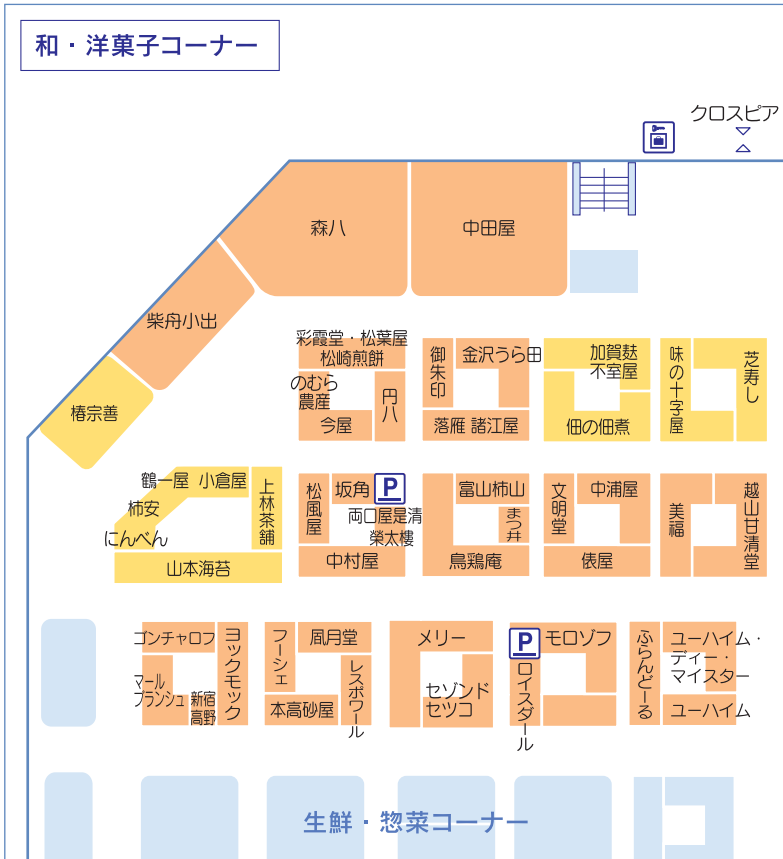 和・洋菓子コーナー
クロスピア
森八
中田屋
柴舟小出
椿宗善
彩霞堂・松葉屋
松崎煎餅
のむら
農産
円八
今屋
御朱印
金沢うら田
落雁 諸江屋
加賀麸
不室屋
佃の佃煮
味の十字屋
芝寿し
鶴一屋
小倉屋
柿安
にんべん
上林茶舗
山本海苔
松風屋
坂角
P
両口屋是清
榮太樓
中村屋
富山柿山
まつ井
烏鶏庵
文明堂
中浦屋
俵屋
美福
越山甘清堂
ゴンチャロフ
ヨックモック
マール
ブランシュ
新宿
高野
フーシェ
凮月堂
レスポワール
本高砂屋
メリー
セゾンド
セツコ
P
モロゾフ
ロイスダール
ふらんどーる
ユーハイム・
ディー・
マイスター
ユーハイム
生鮮・惣菜コーナー